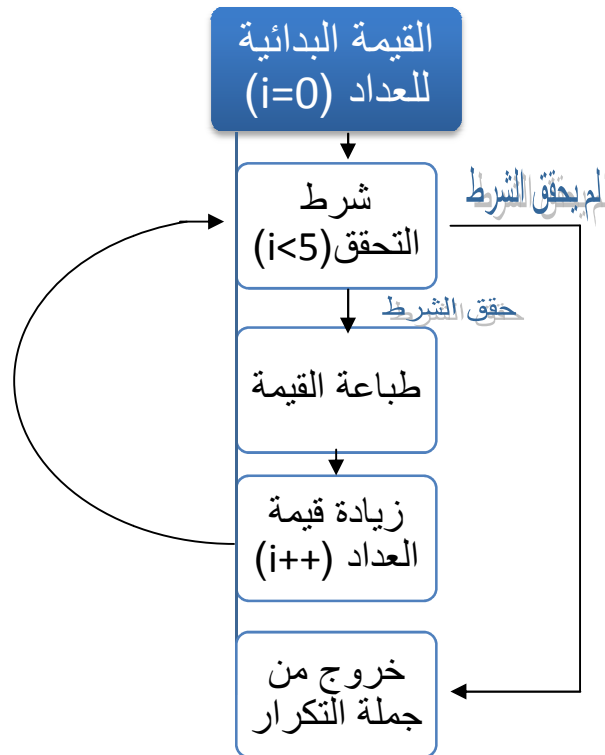 القيمة البدائية
للعداد (i=0)
شرط
التحقق(i<5)
لم يحقق الشرط
حقق الشرط
طباعة القيمة
زيادة قيمة
العداد (i++)
خروج من
جملة التكرار